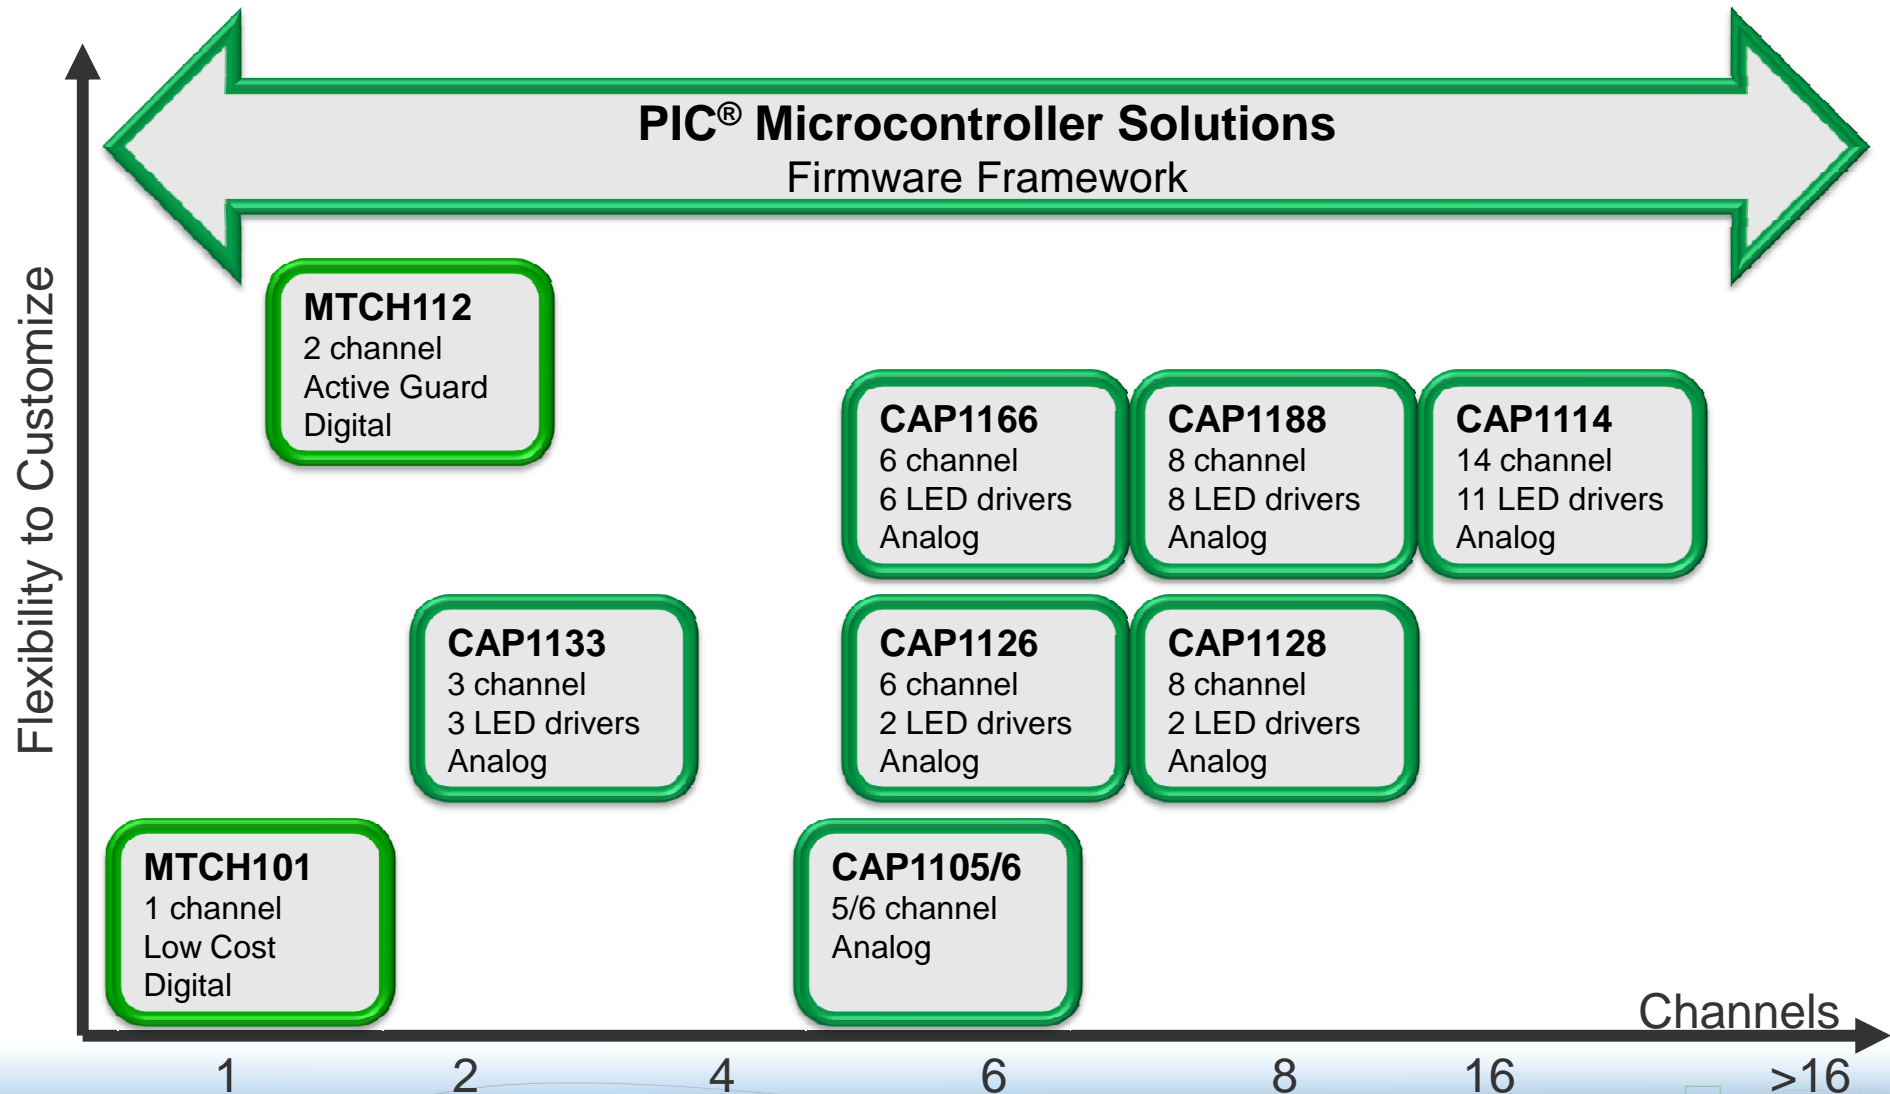 PIC® Microcontroller Solutions
Firmware Framework
Flexibility to Customize
MTCH112
2 channel
Active Guard
Digital
CAP1166
6 channel
6 LED drivers
Analog
CAP1188
8 channel
8 LED drivers
Analog
CAP1114
14 channel
11 LED drivers
Analog
CAP1133
3 channel
3 LED drivers
Analog
CAP1126
6 channel
2 LED drivers
Analog
CAP1128
8 channel
2 LED drivers
Analog
MTCH101
1 channel
Low Cost
Digital
CAP1105/6
5/6 channel
Analog
Channels
1 2 4 6 8 16 >16